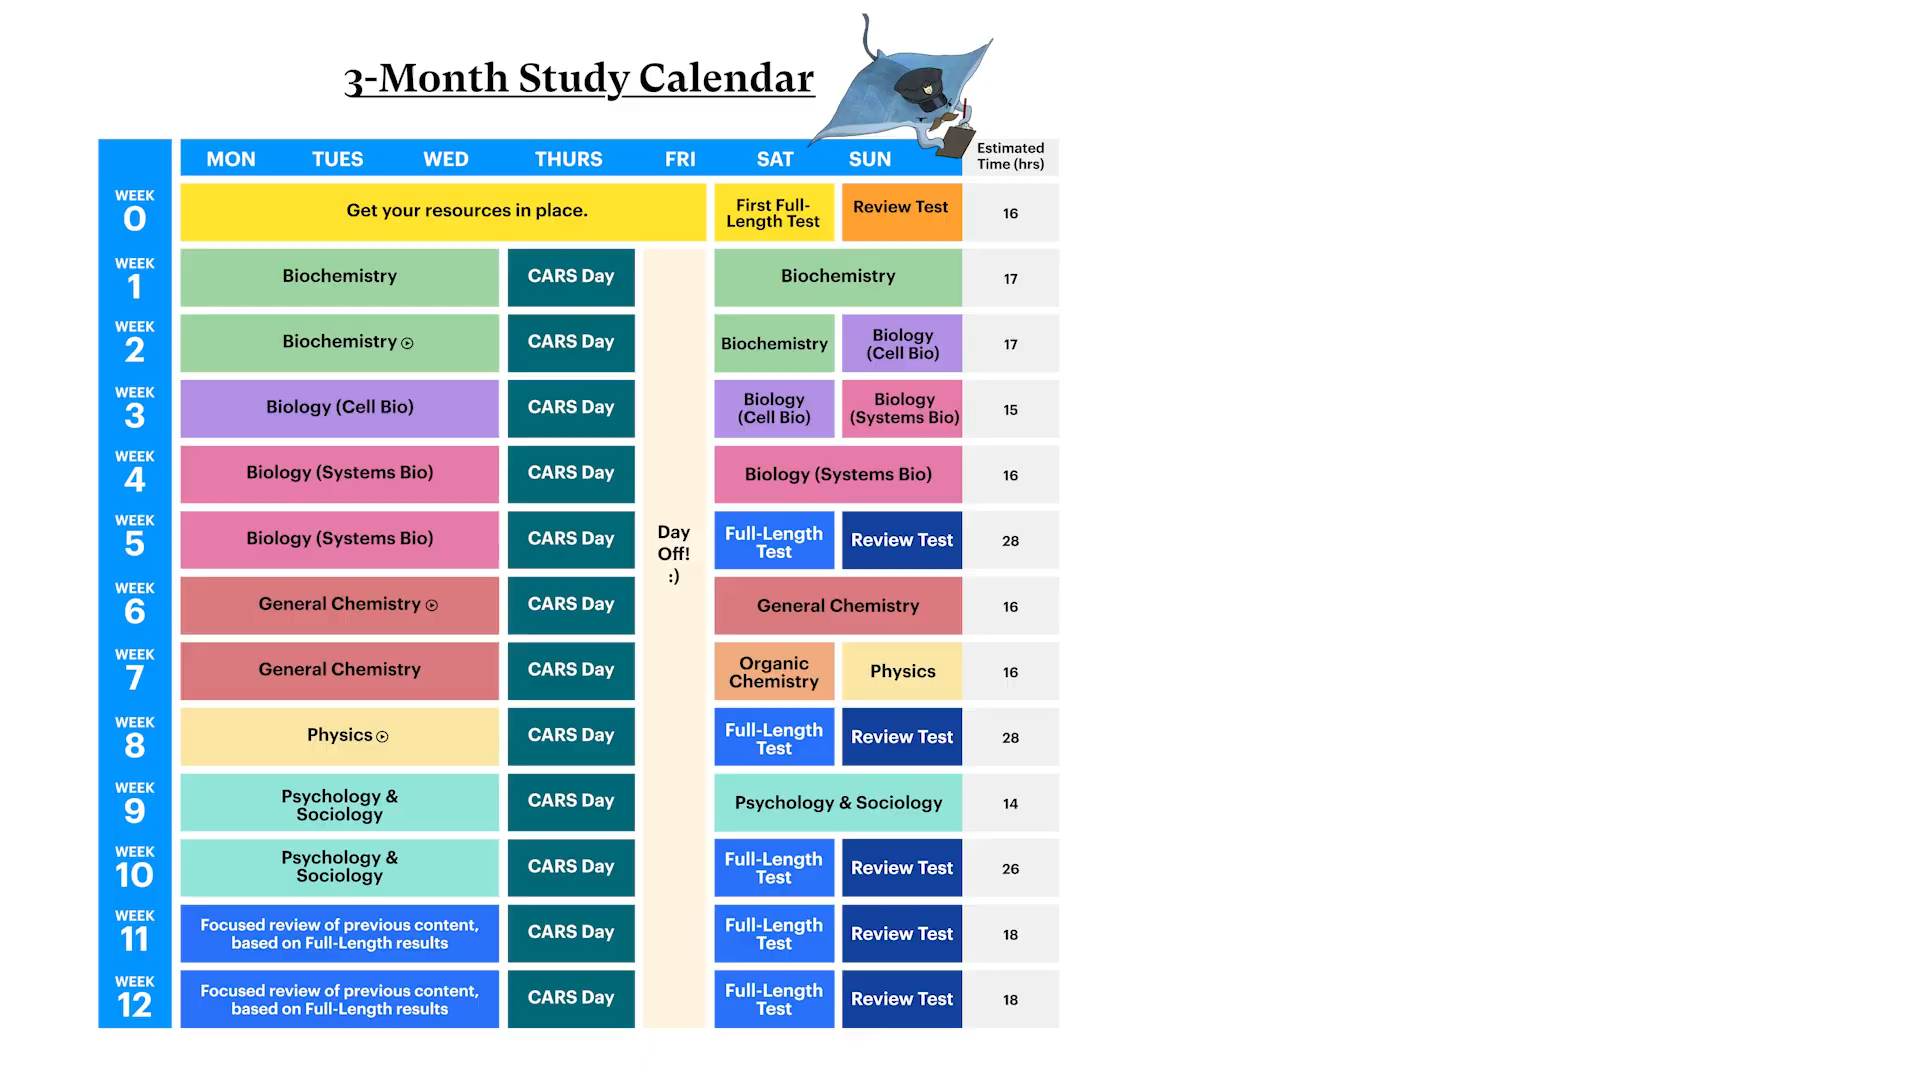 3-Month Study Calendar
MON TUES WED THURS FRI SAT SUN Estimated
Time (hrs)
WEEK
0
Get your resources in place.
First Full-
Length Test
Review Test
16
WEEK
1
Biochemistry
CARS Day
Biochemistry
17
WEEK
2
Biochemistry
CARS Day
Biochemistry
Biology
(Cell Bio)
17
WEEK
3
Biology (Cell Bio)
CARS Day
Biology
(Cell Bio)
Biology
(Systems Bio)
15
WEEK
4
Biology (Systems Bio)
CARS Day
Biology (Systems Bio)
16
WEEK
5
Biology (Systems Bio)
CARS Day
Day
Off!
:)
Full-Length
Test
Review Test
28
WEEK
6
General Chemistry
CARS Day
General Chemistry
16
WEEK
7
General Chemistry
CARS Day
Organic
Chemistry
Physics
16
WEEK
8
Physics
CARS Day
Full-Length
Test
Review Test
28
WEEK
9
Psychology &
Sociology
CARS Day
Psychology & Sociology
14
WEEK
10
Psychology &
Sociology
CARS Day
Full-Length
Test
Review Test
26
WEEK
11
Focused review of previous content,
based on Full-Length results
CARS Day
Full-Length
Test
Review Test
18
WEEK
12
Focused review of previous content,
based on Full-Length results
CARS Day
Full-Length
Test
Review Test
18